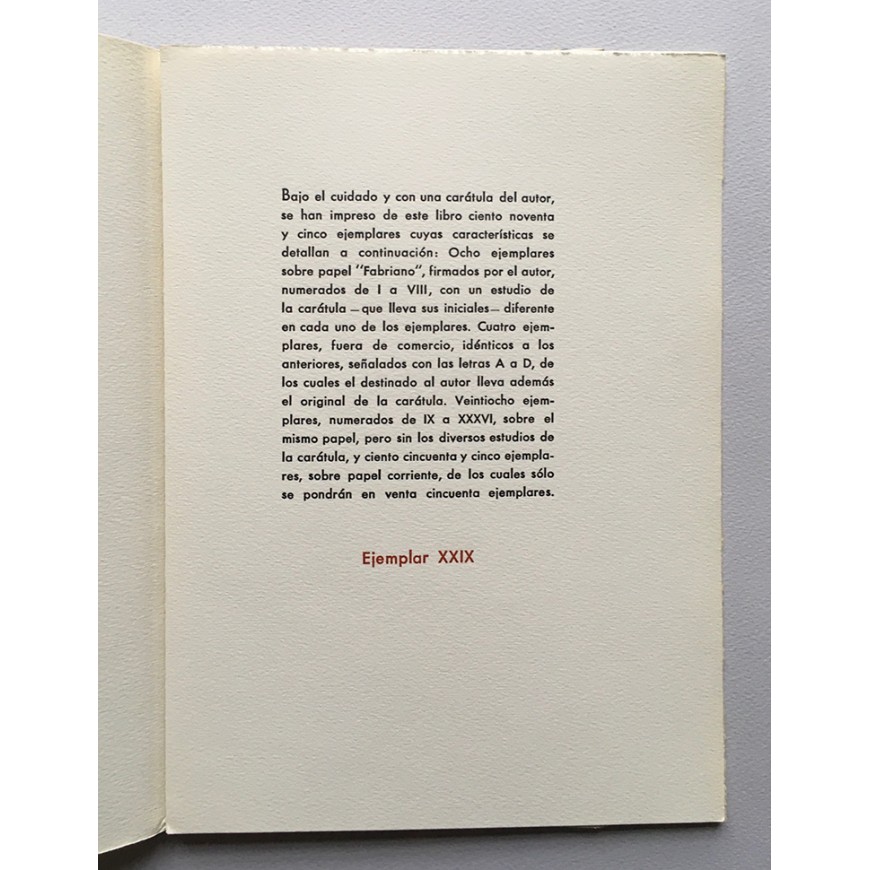 Bajo el cuidado y con una carátula del autor,
se han impreso de este libro ciento noventa
y cinco ejemplares cuyas características se
detallan a continuación: Ocho ejemplares
sobre papel "Fabriano", firmados por el autor,
numerados de I a VIII, con un estudio de
la carátula —que lleva sus iniciales— diferente
en cada uno de los ejemplares. Cuatro ejem-
plares, fuera de comercio, idénticos a los
anteriores, señalados con las letras A a D, de
los cuales el destinado al autor lleva además
el original de la carátula. Veintiocho ejem-
plares, numerados de IX a XXXVI, sobre el
mismo papel, pero sin los diversos estudios de
la carátula, y ciento cincuenta y cinco ejempla-
res, sobre papel corriente, de los cuales sólo
se pondrán en venta cincuenta ejemplares.
Ejemplar XXIX